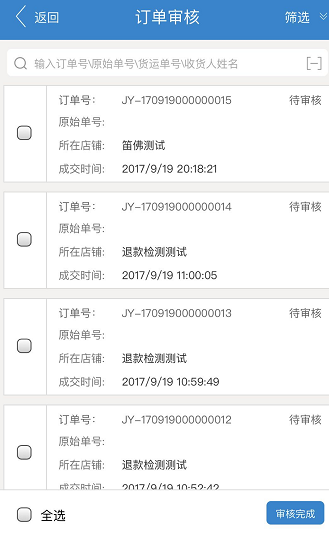 返回 订单审核 筛选
输入订单号\原始单号\货运单号\收货人姓名
订单号: JY-170919000000015 待审核
原始单号:
所在店铺: 笛佛测试
成交时间: 2017/9/19 20:18:21
订单号: JY-170919000000014 待审核
原始单号:
所在店铺: 退款检测测试
成交时间: 2017/9/19 11:00:05
订单号: JY-170919000000013 待审核
原始单号:
所在店铺: 退款检测测试
成交时间: 2017/9/19 10:59:49
订单号: JY-170919000000012 待审核
原始单号:
所在店铺: 退款检测测试
成交时间: 2017/9/19 10:52:42
全选 审核完成